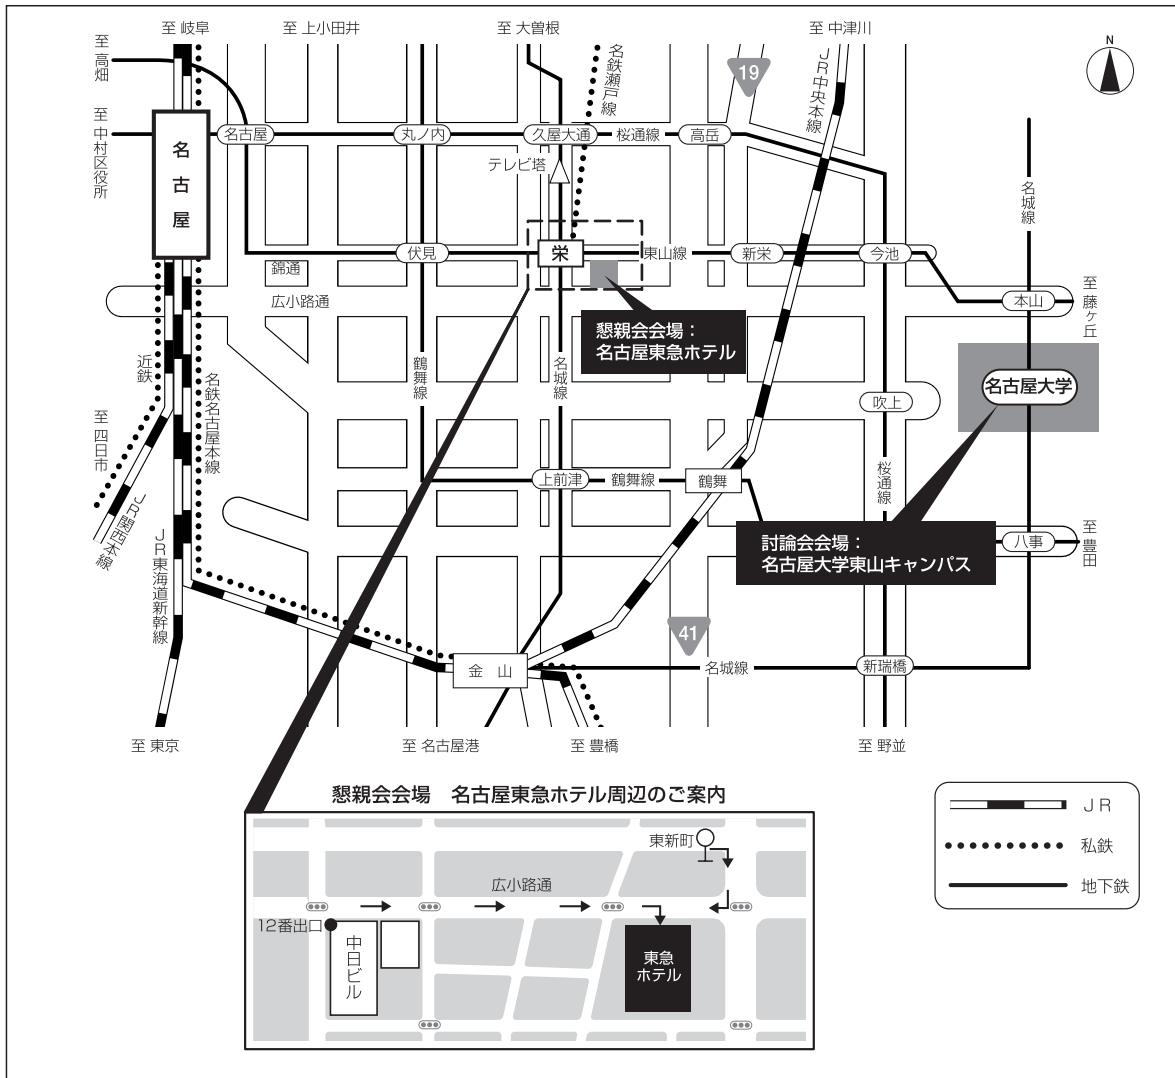 至 岐阜
至 上小田井
至 大曽根
至 中津川
至 高畑
名鉄瀬戸線
19
JR中央本線
N
至 中村区役所
名古屋
名古屋
丸ノ内
久屋大通
桜通線
高岳
テレビ塔
名城線
栄
伏見
東山線
新栄
今池
錦通
広小路通
本山
至 藤ヶ丘
懇親会会場:
名古屋東急ホテル
近鉄
名鉄名古屋本線
鶴舞線
名城線
吹上
名古屋大学
至 四日市
JR関西本線
JR東海道新幹線
上前津
鶴舞線
鶴舞
桜通線
討論会会場:
名古屋大学東山キャンパス
八事
至 豊田
41
金 山
名城線
新瑞橋
至 東京
至 名古屋港
至 豊橋
至 野並
懇親会会場 名古屋東急ホテル周辺のご案内
東新町
広小路通
12番出口
中日ビル
東急
ホテル
JR
私鉄
地下鉄